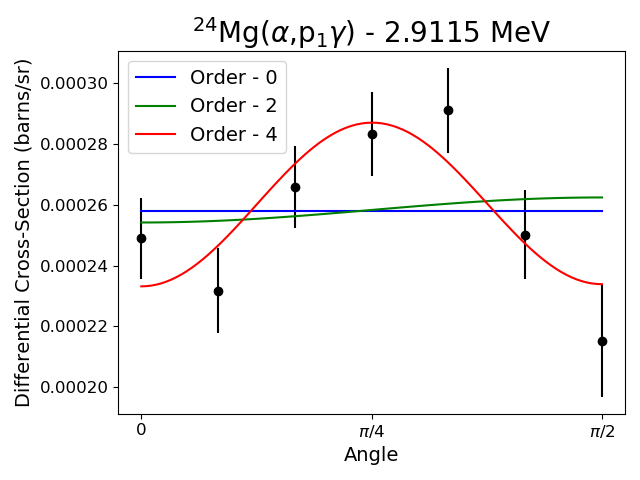 ²⁴Mg(α,p₁γ) - 2.9115 MeV
Order - 0
Order - 2
Order - 4
Differential Cross-Section (barns/sr)
0.00030
0.00028
0.00026
0.00024
0.00022
0.00020
0
π/4
π/2
Angle